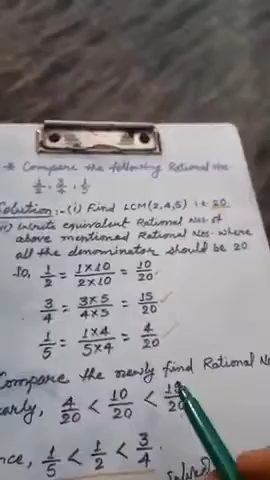 * Compare the following Rational Nos
1/2, 3/4, 1/5
Solution:- (i) Find LCM(2,4,5) i.e. 20
ii) Write equivalent Rational Nos of
above mentioned Rational Nos. where
all the denominator should be 20
So, 1/2 = 1×10/2×10 = 10/20
3/4 = 3×5/4×5 = 15/20
1/5 = 1×4/5×4 = 4/20
Compare the newly find Rational Nos
early, 4/20 < 10/20 < 15/20
nce, 1/5 < 1/2 < 3/4